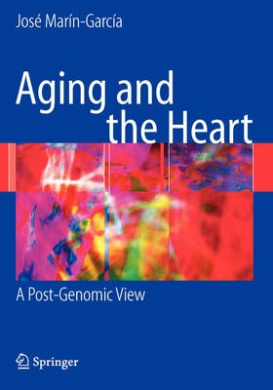 José Marín-García
Aging and
the Heart
A Post-Genomic View
Springer